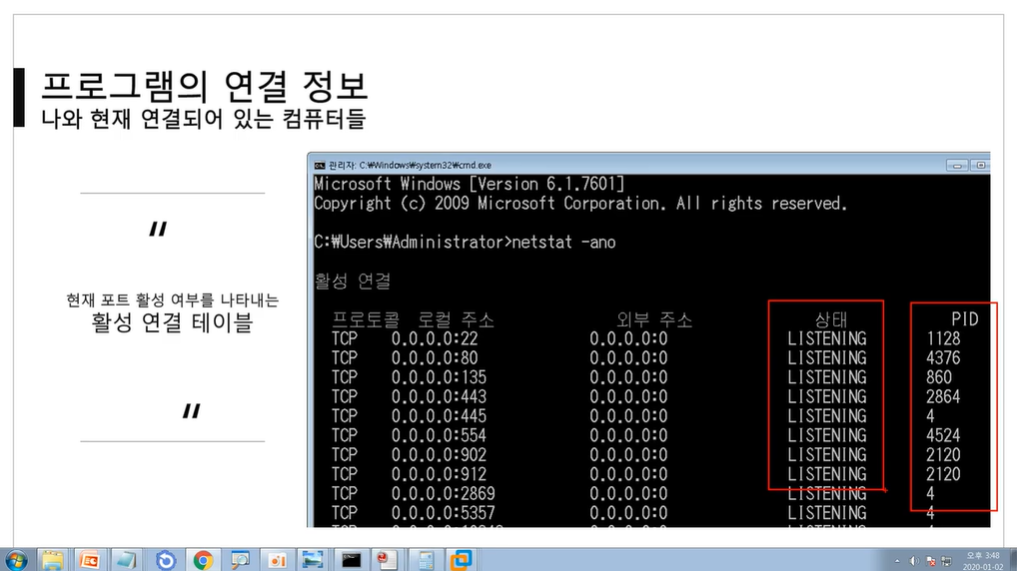 프로그램의 연결 정보
나와 현재 연결되어 있는 컴퓨터들
"
현재 포트 활성 여부를 나타내는
활성 연결 테이블
"
관리자: C:₩Windows₩system32₩cmd.exe
Microsoft Windows [Version 6.1.7601]
Copyright (c) 2009 Microsoft Corporation. All rights reserved.
C:₩Users₩Administrator>netstat -ano
활성 연결
프로토콜 로컬 주소 외부 주소 상태 PID
TCP 0.0.0.0:22 0.0.0.0:0 LISTENING 1128
TCP 0.0.0.0:80 0.0.0.0:0 LISTENING 4376
TCP 0.0.0.0:135 0.0.0.0:0 LISTENING 860
TCP 0.0.0.0:443 0.0.0.0:0 LISTENING 2864
TCP 0.0.0.0:445 0.0.0.0:0 LISTENING 4
TCP 0.0.0.0:554 0.0.0.0:0 LISTENING 4524
TCP 0.0.0.0:902 0.0.0.0:0 LISTENING 2120
TCP 0.0.0.0:912 0.0.0.0:0 LISTENING 2120
TCP 0.0.0.0:2869 0.0.0.0:0 LISTENING 4
TCP 0.0.0.0:5357 0.0.0.0:0 LISTENING 4
오후 3:48
2020-01-02